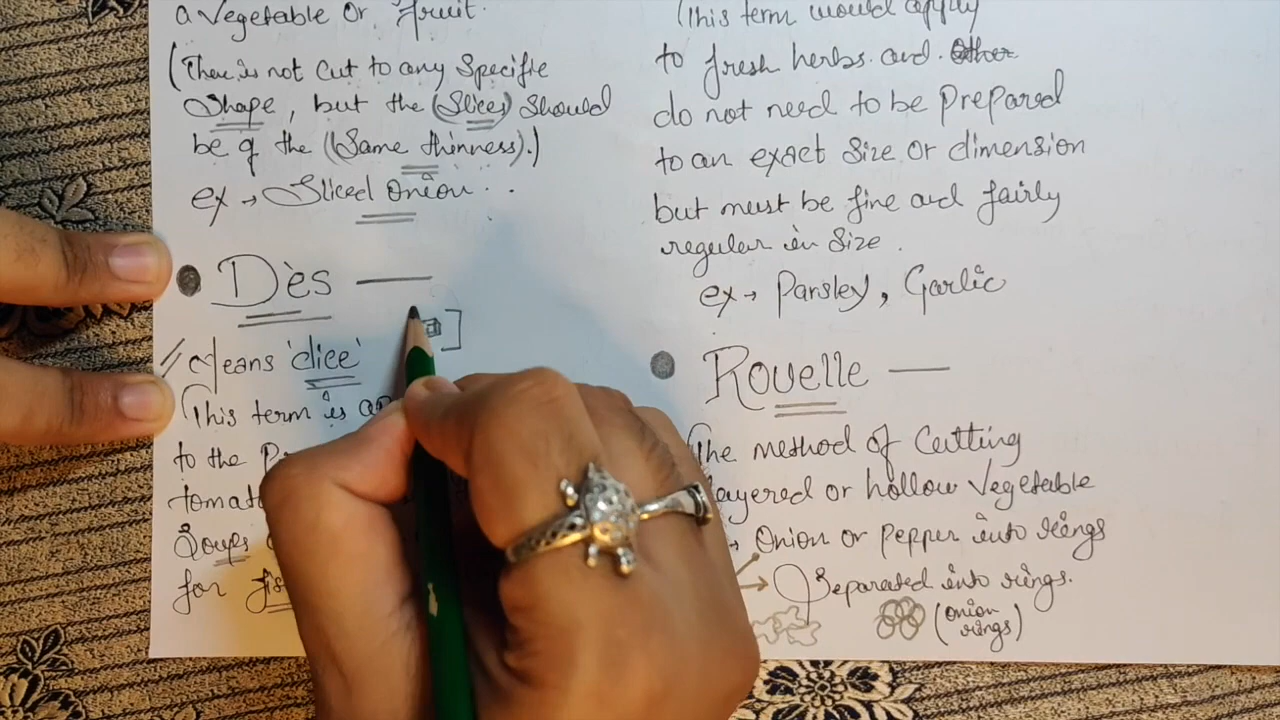 a Vegetable or fruit.
(There is not cut to any Specific
Shape, but the (Slices) should
be of the (Same thinness).)
ex → Sliced onion..
Dès —
Means 'dice'
(This term is
to the
Soups
for
(This term would apply
to fresh herbs. and.
do not need to be prepared
to an exact size or dimension
but must be fine and fairly
regular in size.
ex → Parsley, Garlic
Rouelle —
The method of Cutting
layered or hollow Vegetable
→ Onion or pepper into rings
→ Separated into rings.
(onion
rings)